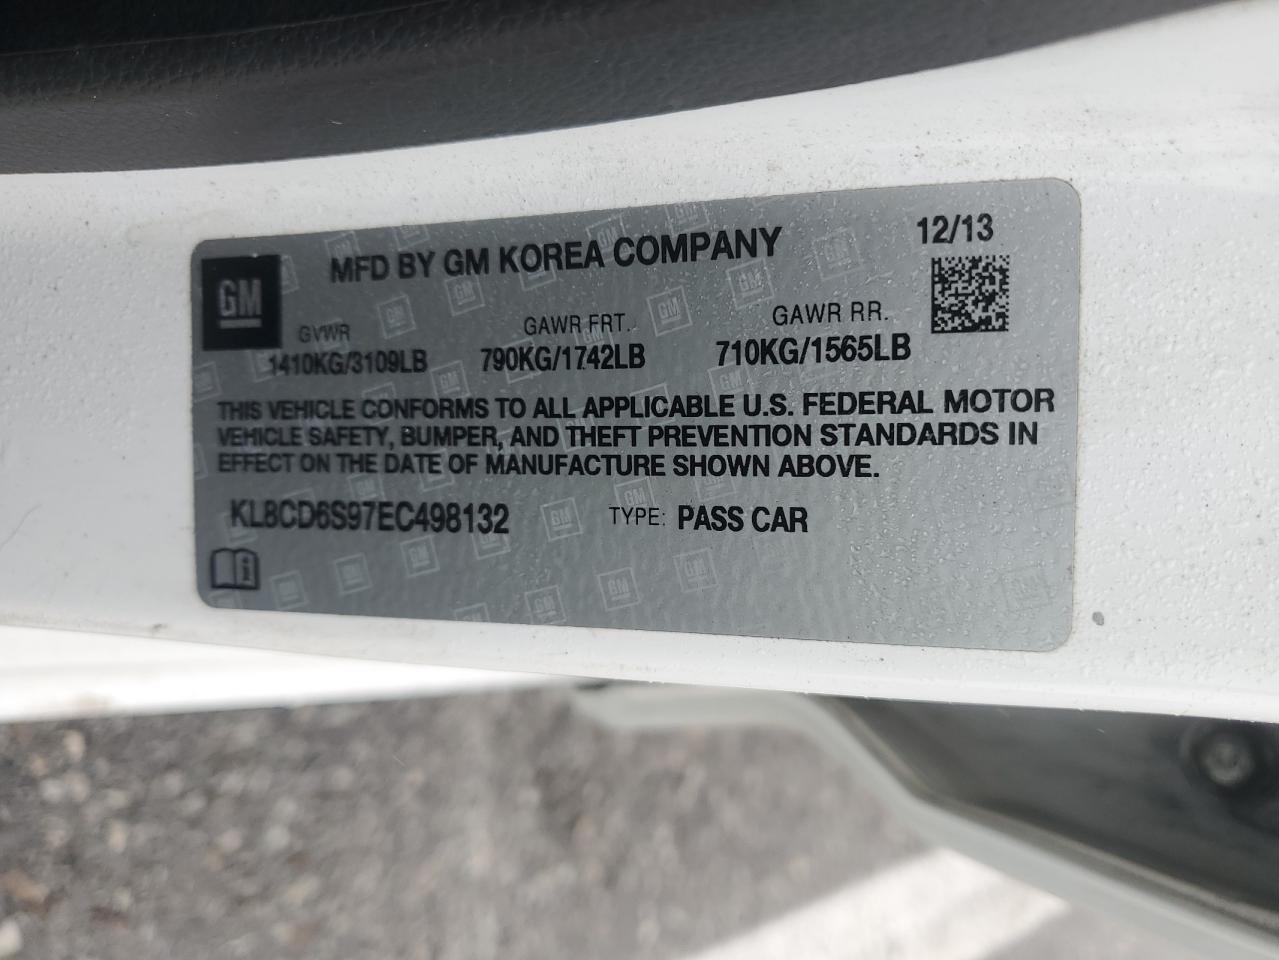 GM
MFD BY GM KOREA COMPANY
12/13
GVWR GAWR FRT. GAWR RR.
1410KG/3109LB 790KG/1742LB 710KG/1565LB
THIS VEHICLE CONFORMS TO ALL APPLICABLE U.S. FEDERAL MOTOR
VEHICLE SAFETY, BUMPER, AND THEFT PREVENTION STANDARDS IN
EFFECT ON THE DATE OF MANUFACTURE SHOWN ABOVE.
KL8CD6S97EC498132 TYPE: PASS CAR